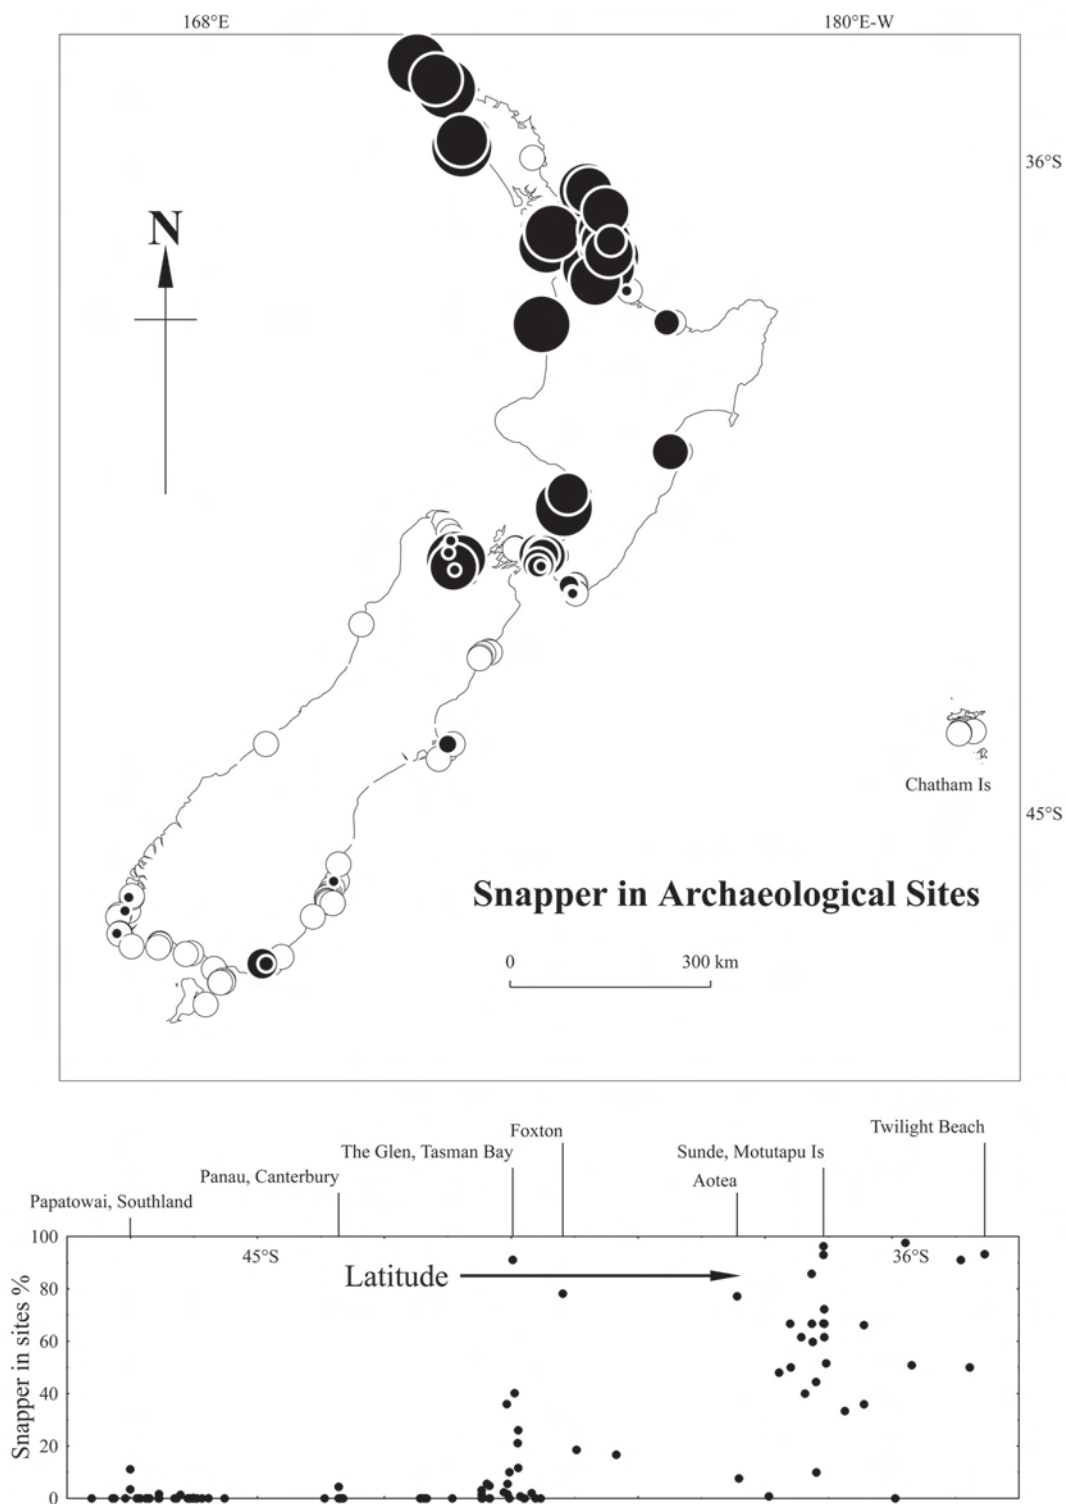 168°E
180°E-W
N
36°S
Chatham Is
45°S
Snapper in Archaeological Sites
0 300 km
Twilight Beach
Foxton
The Glen, Tasman Bay
Sunde, Motutapu Is
Panau, Canterbury
Aotea
Papatowai, Southland
100
45°S
36°S
Latitude
80
60
40
20
0
Snapper in sites %